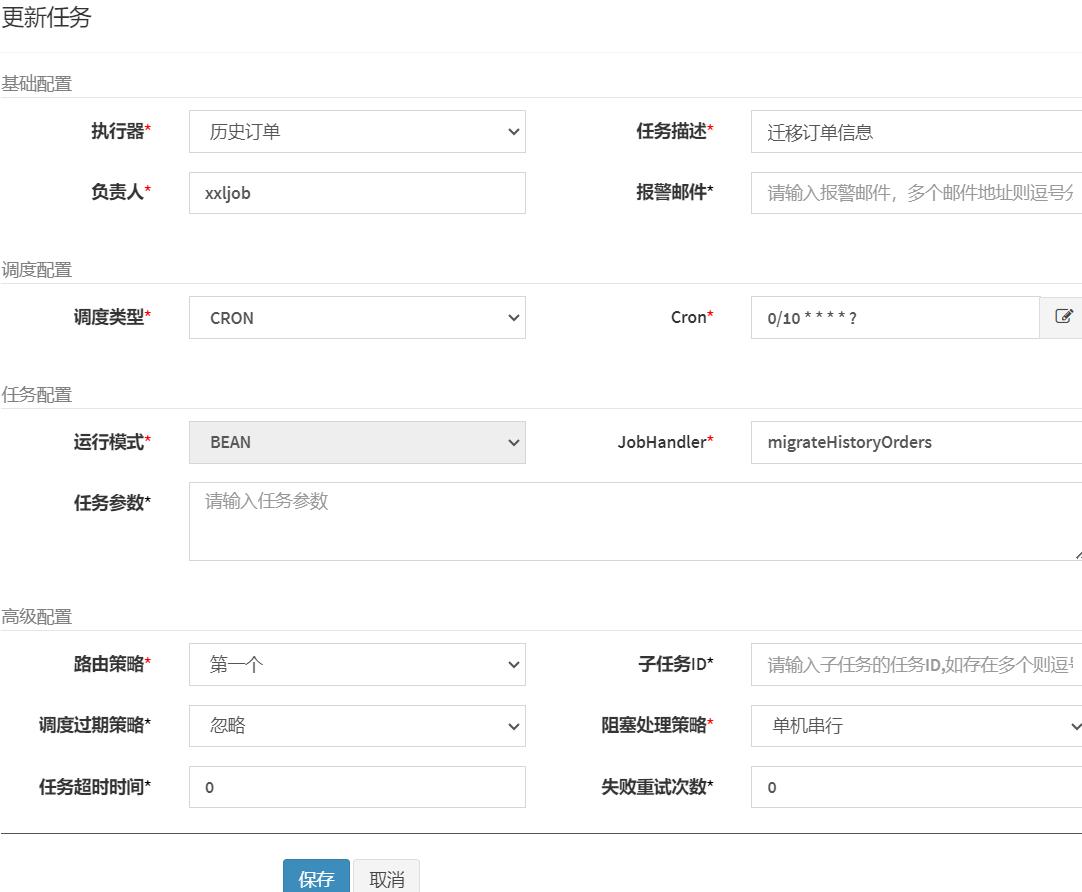 更新任务
基础配置
执行器* 历史订单 任务描述* 迁移订单信息
负责人* xxljob 报警邮件* 请输入报警邮件，多个邮件地址则逗号分
调度配置
调度类型* CRON Cron* 0/10 * * * * ?
任务配置
运行模式* BEAN JobHandler* migrateHistoryOrders
任务参数* 请输入任务参数
高级配置
路由策略* 第一个 子任务ID* 请输入子任务的任务ID,如存在多个则逗号
调度过期策略* 忽略 阻塞处理策略* 单机串行
任务超时时间* 0 失败重试次数* 0
保存 取消